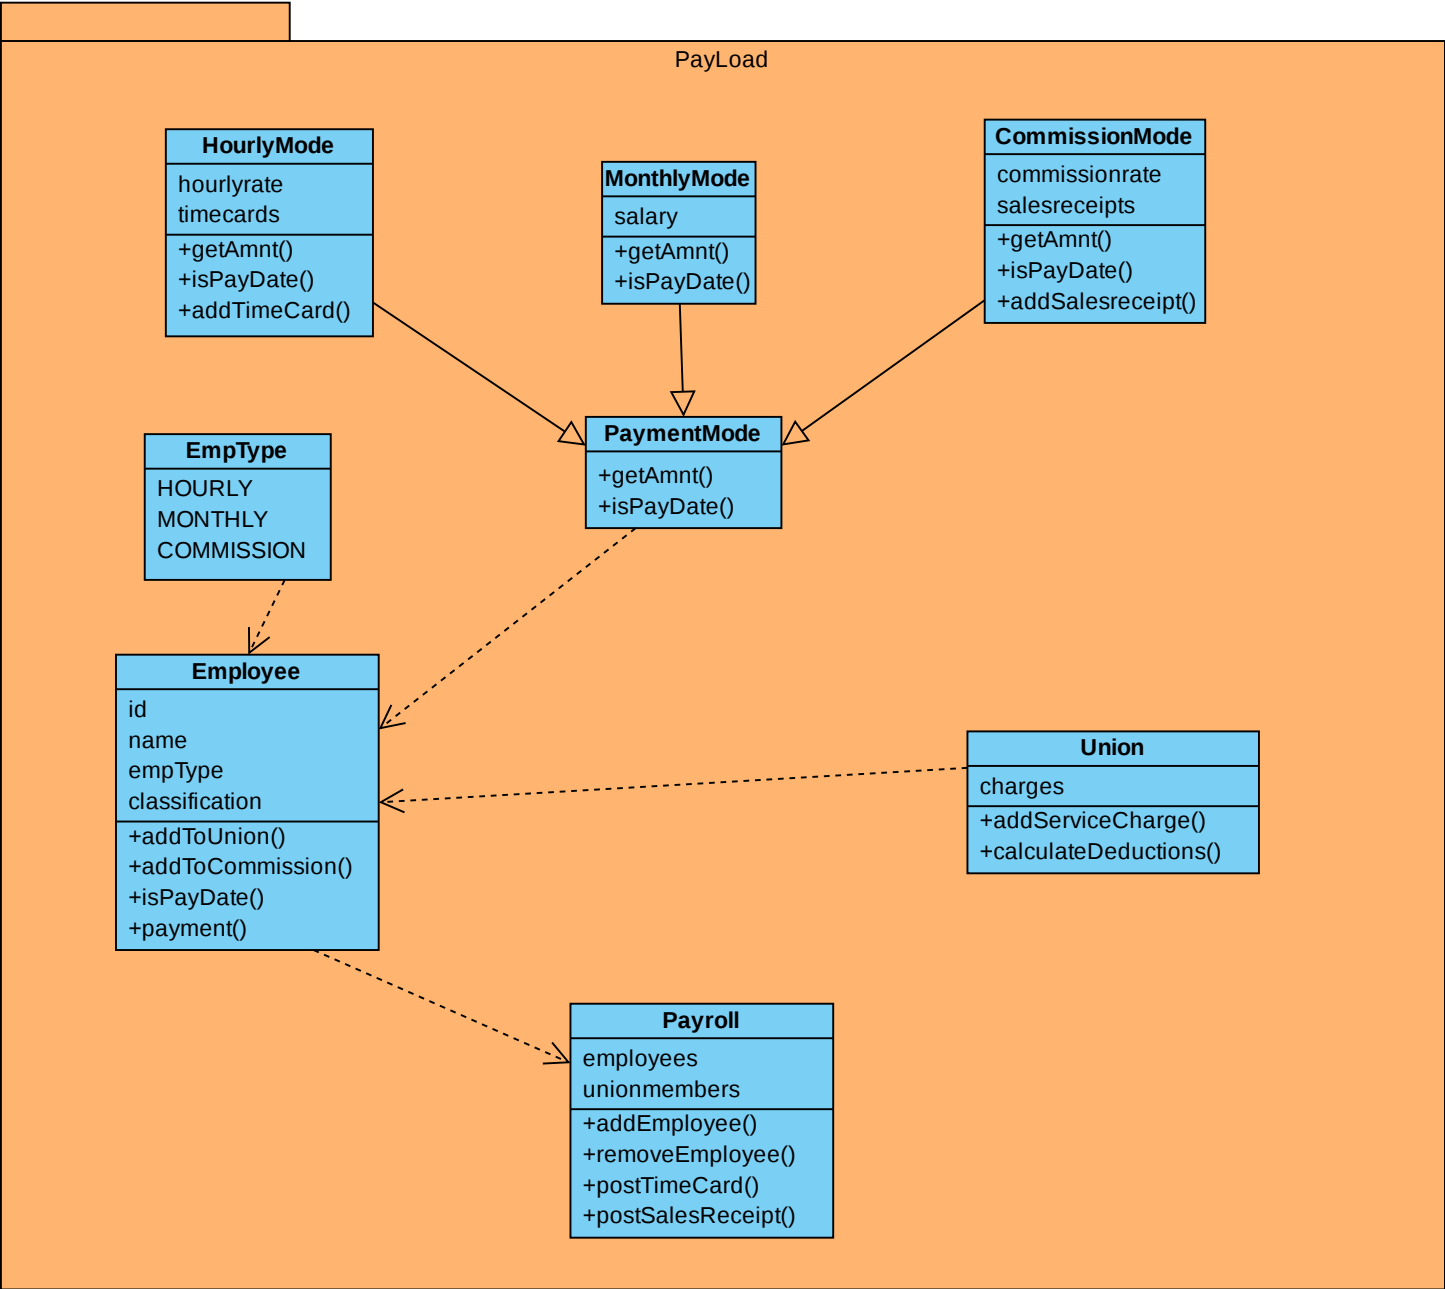 PayLoad
HourlyMode
hourlyrate
timecards
+getAmnt()
+isPayDate()
+addTimeCard()
MonthlyMode
salary
+getAmnt()
+isPayDate()
CommissionMode
commissionrate
salesreceipts
+getAmnt()
+isPayDate()
+addSalesreceipt()
PaymentMode
+getAmnt()
+isPayDate()
EmpType
HOURLY
MONTHLY
COMMISSION
Employee
id
name
empType
classification
+addToUnion()
+addToCommission()
+isPayDate()
+payment()
Union
charges
+addServiceCharge()
+calculateDeductions()
Payroll
employees
unionmembers
+addEmployee()
+removeEmployee()
+postTimeCard()
+postSalesReceipt()